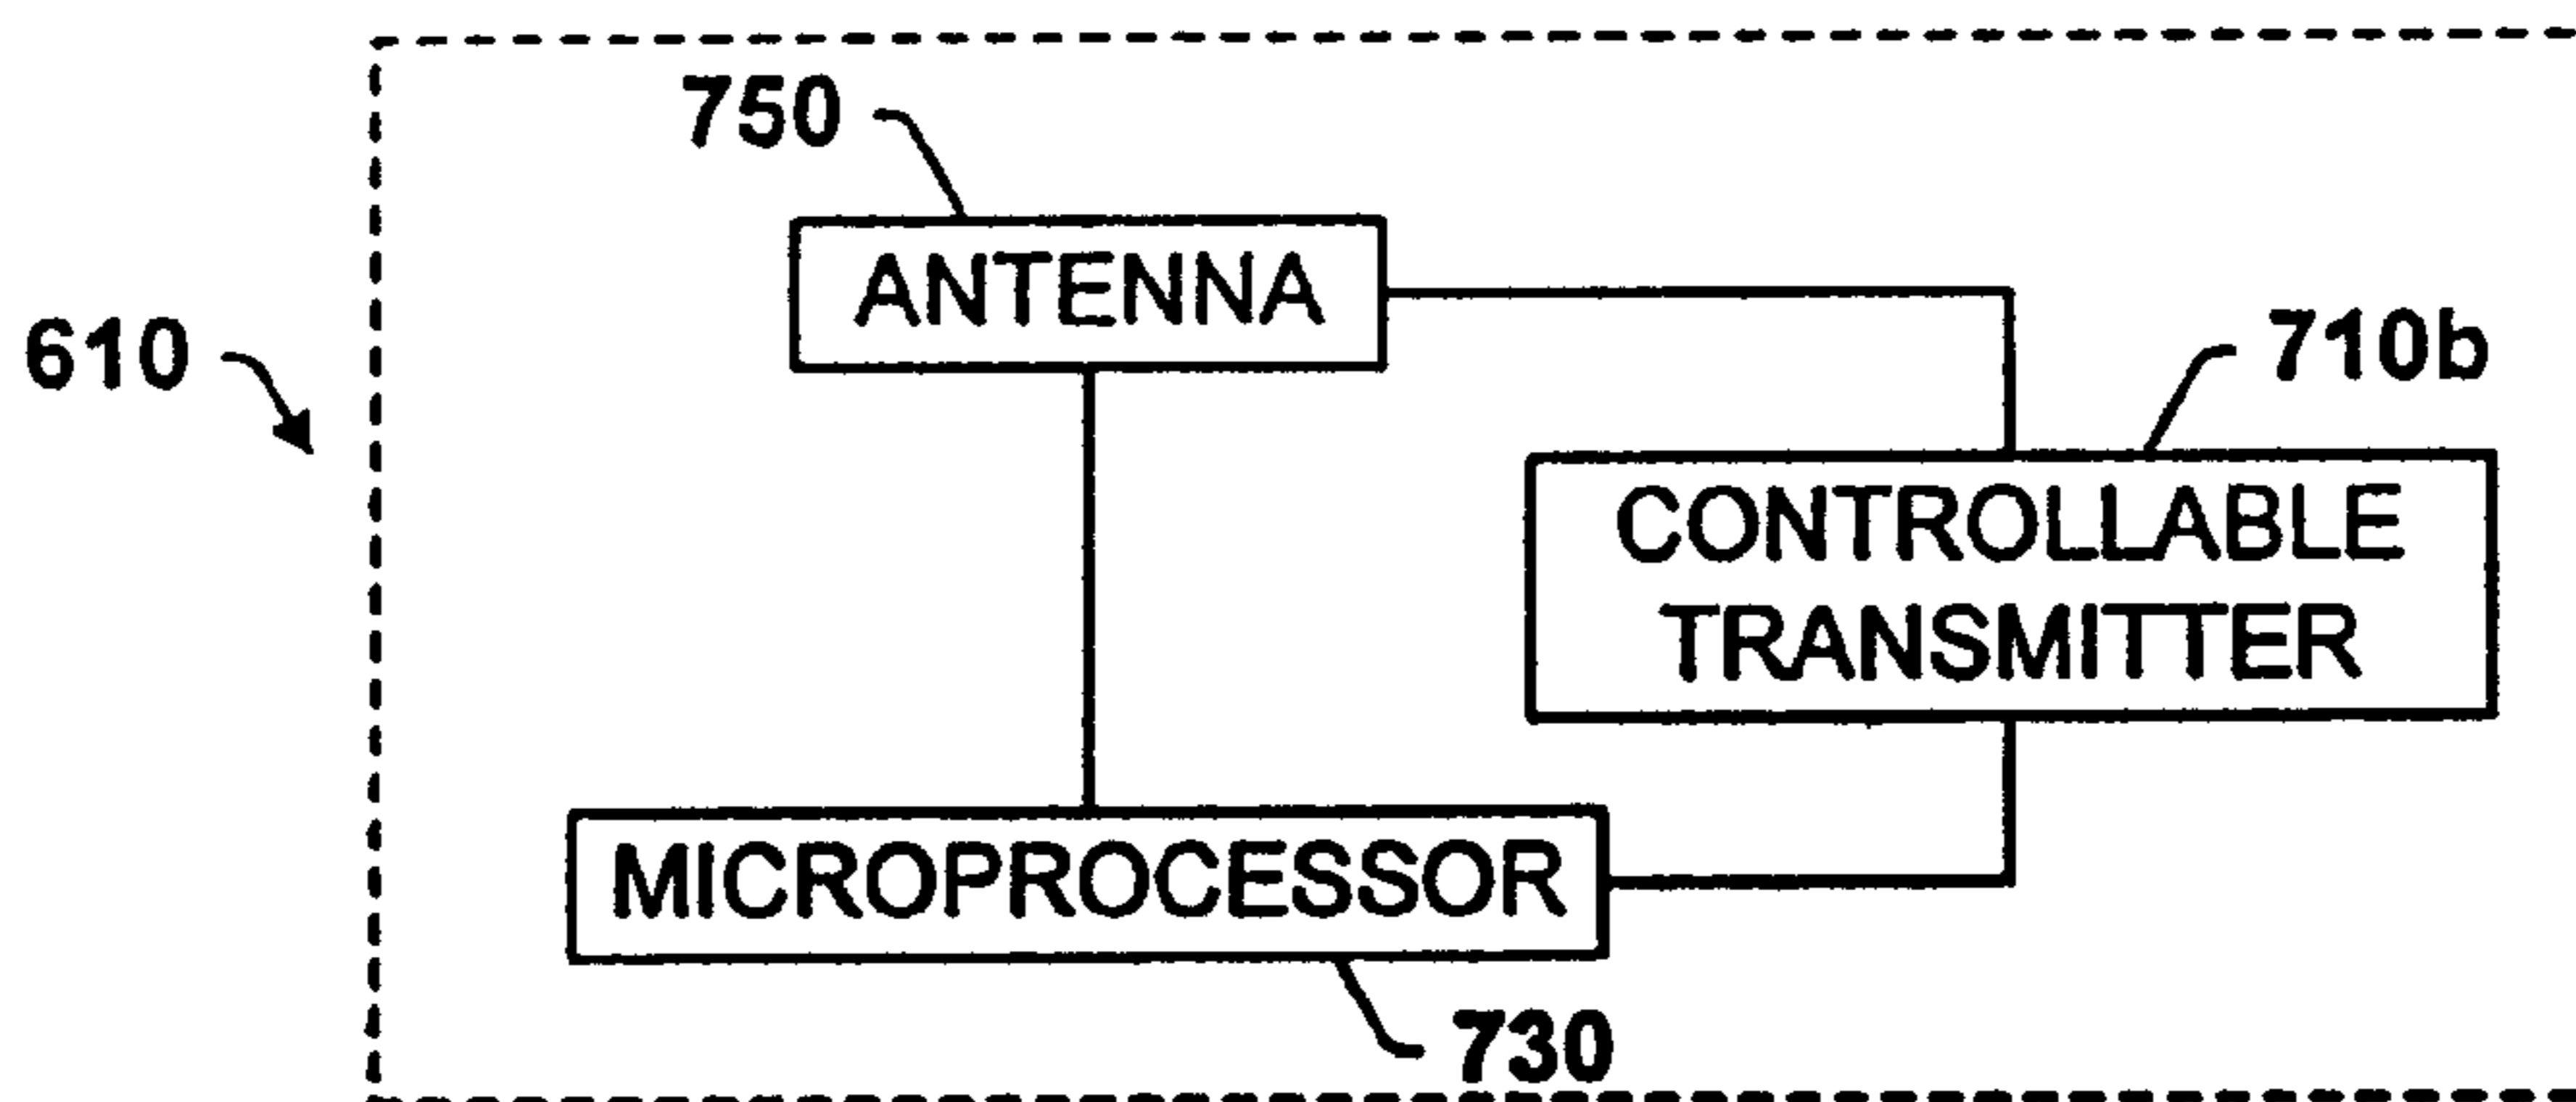 750
ANTENNA
610
710b
CONTROLLABLE
TRANSMITTER
MICROPROCESSOR
730